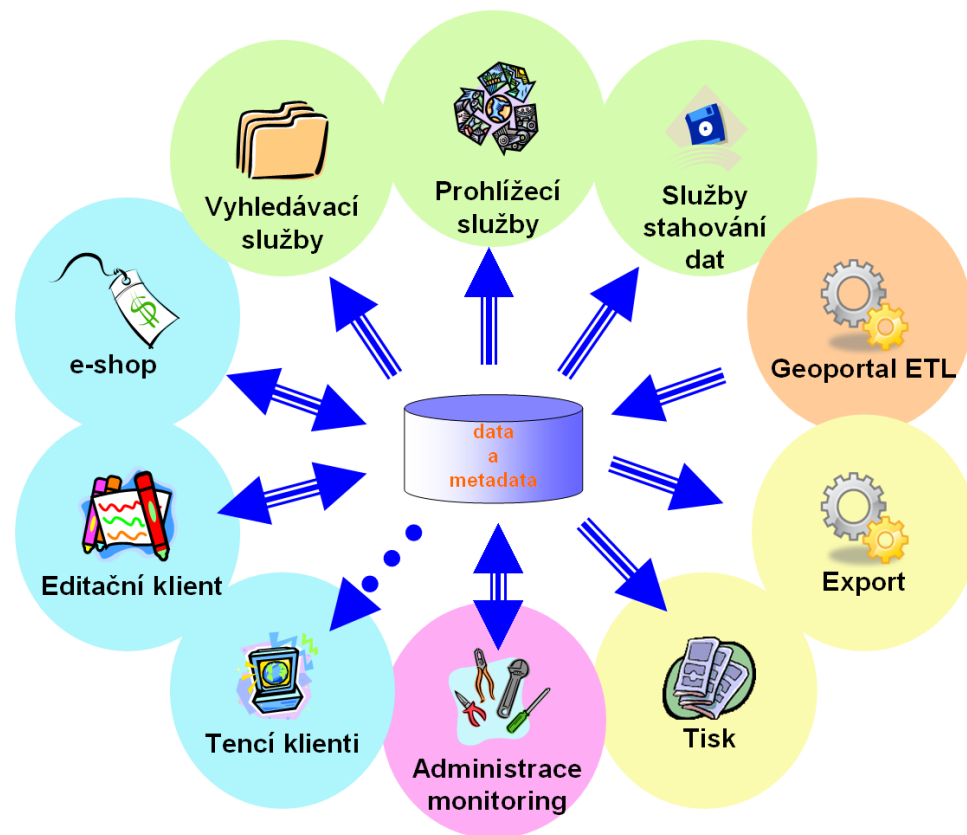 Vyhledávací
služby
Prohlížecí
služby
Služby
stahování
dat
e-shop
$
Geoportal ETL
data
a
metadata
Editační klient
Export
Tencí klienti
Administrace
monitoring
Tisk